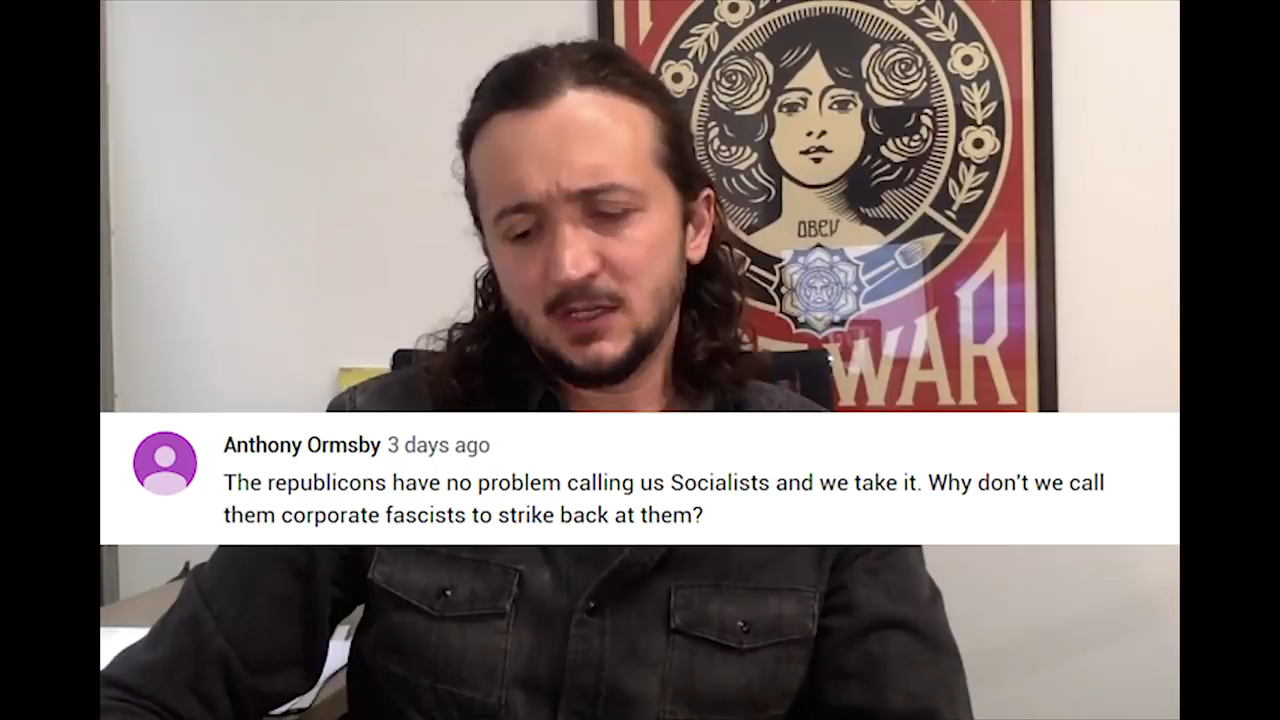 OBEY
WAR
Anthony Ormsby 3 days ago
The republicons have no problem calling us Socialists and we take it. Why don't we call
them corporate fascists to strike back at them?